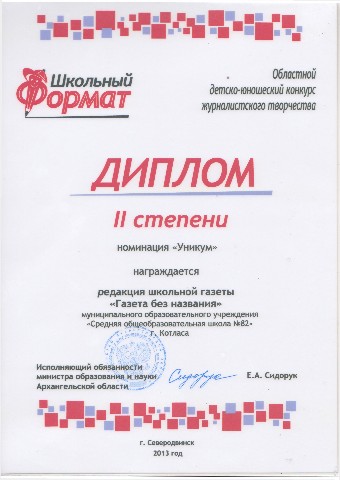 Школьный
Формат
Областной
детско-юношеский конкурс
журналистского творчества
ДИПЛОМ
II степени
номинация «Уникум»
награждается
редакция школьной газеты
«Газета без названия»
муниципального образовательного учреждения
«Средняя общеобразовательная школа №82»
г. Котласа
Исполняющий обязанности
министра образования и науки
Архангельской области
Сидорук
Е.А. Сидорук
г. Северодвинск
2013 год